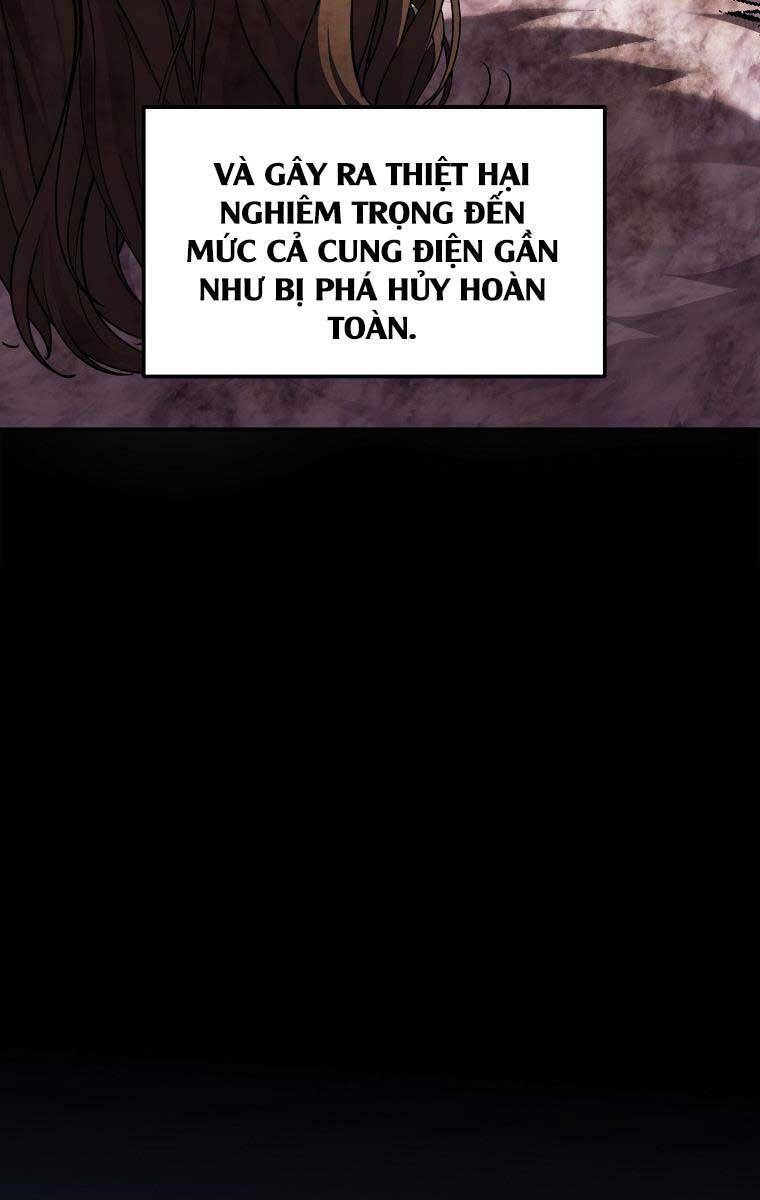 VÀ GÂY RA THIỆT HẠI
NGHIÊM TRỌNG ĐẾN
MỨC CẢ CUNG ĐIỆN GẦN
NHƯ BỊ PHÁ HỦY HOÀN
TOÀN.